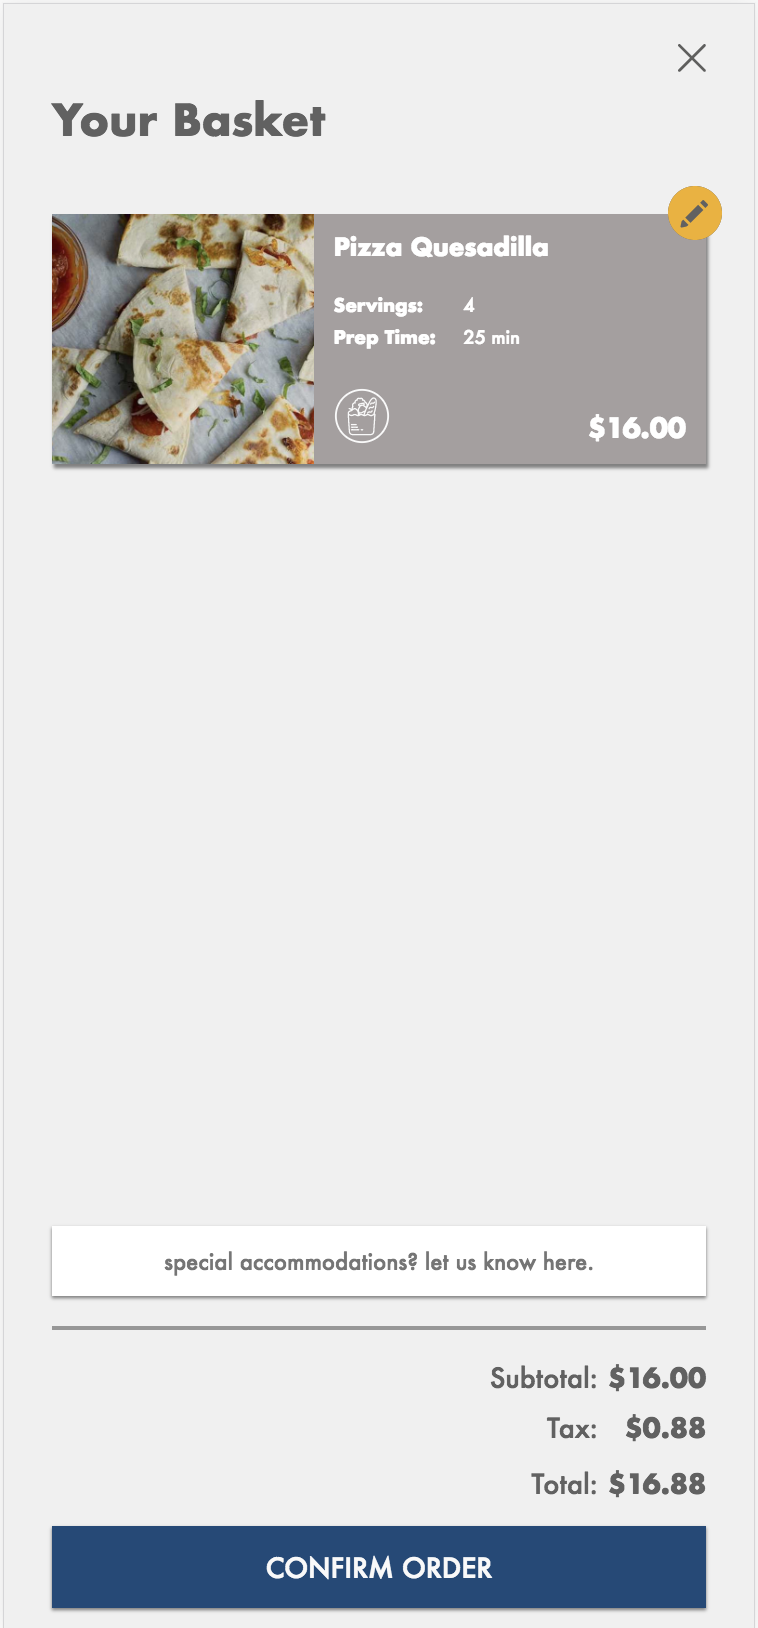 Your Basket
Pizza Quesadilla
Servings: 4
Prep Time: 25 min
$16.00
special accommodations? let us know here.
Subtotal: $16.00
Tax: $0.88
Total: $16.88
CONFIRM ORDER